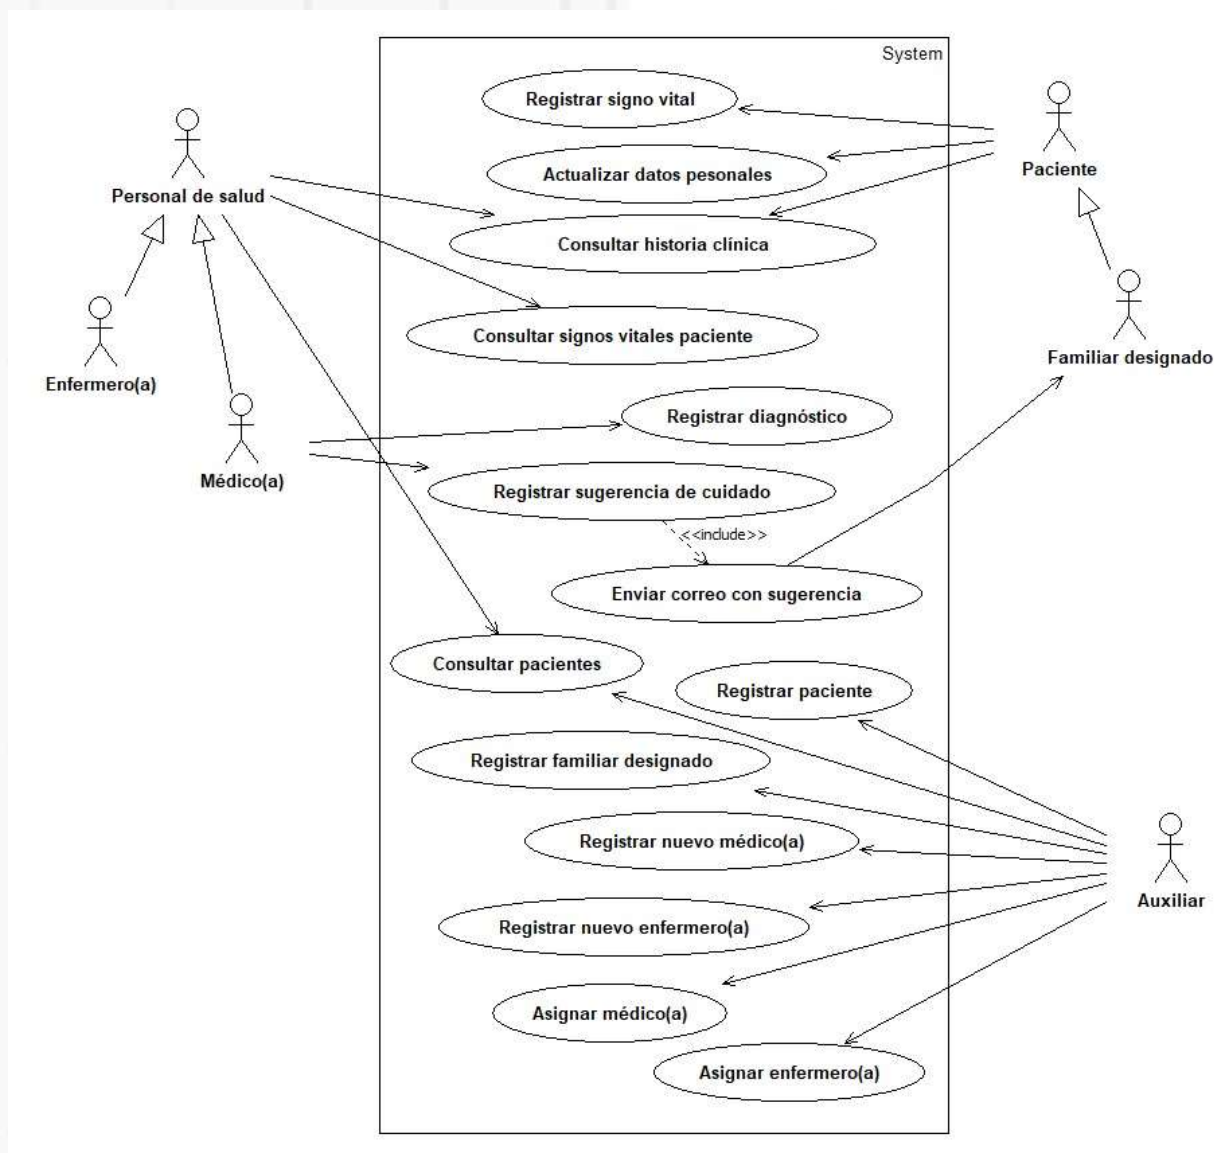 System
Registrar signo vital
Paciente
Actualizar datos pesonales
Personal de salud
Consultar historia clínica
Consultar signos vitales paciente
Familiar designado
Enfermero(a)
Registrar diagnóstico
Médico(a)
Registrar sugerencia de cuidado
<<include>>
Enviar correo con sugerencia
Consultar pacientes
Registrar paciente
Registrar familiar designado
Registrar nuevo médico(a)
Auxiliar
Registrar nuevo enfermero(a)
Asignar médico(a)
Asignar enfermero(a)